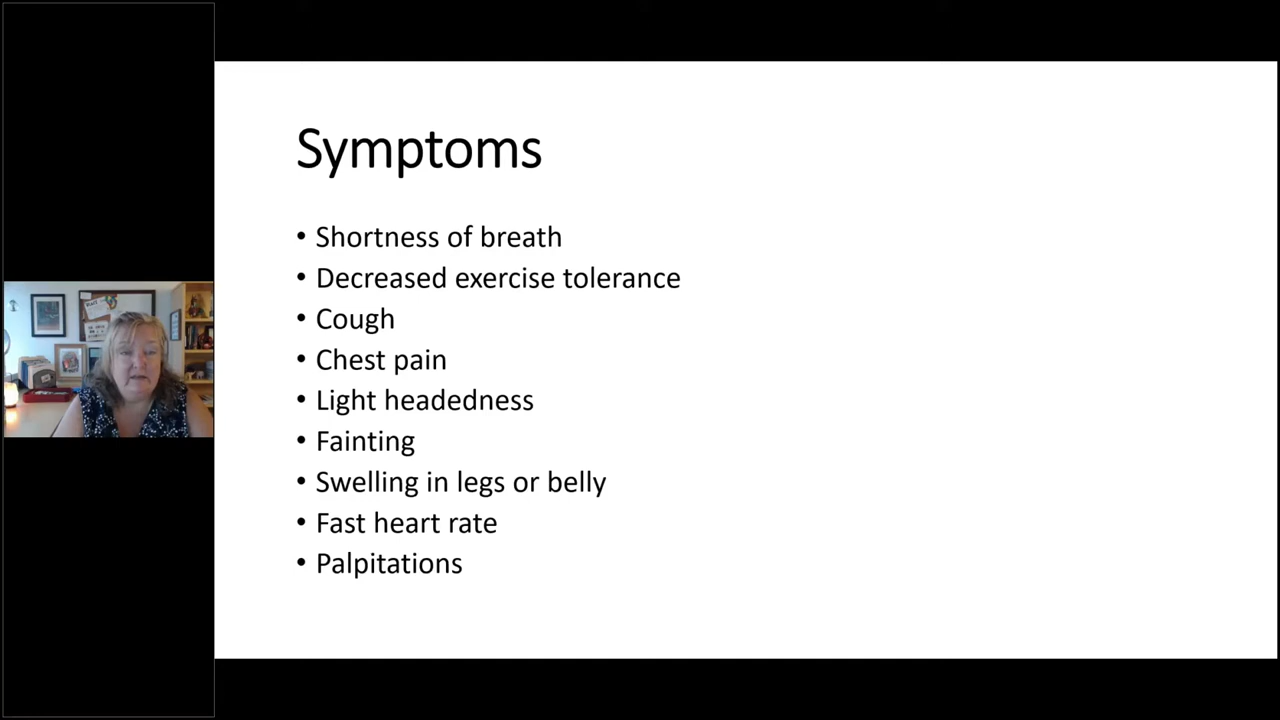 Symptoms
• Shortness of breath
• Decreased exercise tolerance
• Cough
• Chest pain
• Light headedness
• Fainting
• Swelling in legs or belly
• Fast heart rate
• Palpitations